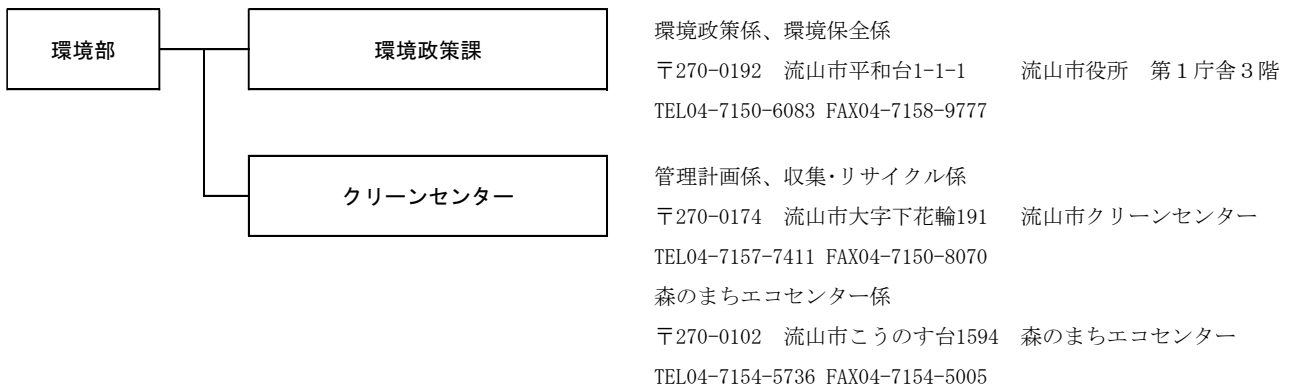 環境部
環境政策課
環境政策係、環境保全係
〒270-0192　流山市平和台1-1-1　　流山市役所　第１庁舎３階
TEL04-7150-6083 FAX04-7158-9777
クリーンセンター
管理計画係、収集･リサイクル係
〒270-0174　流山市大字下花輪191　流山市クリーンセンター
TEL04-7157-7411 FAX04-7150-8070
森のまちエコセンター係
〒270-0102　流山市こうのす台1594　森のまちエコセンター
TEL04-7154-5736 FAX04-7154-5005